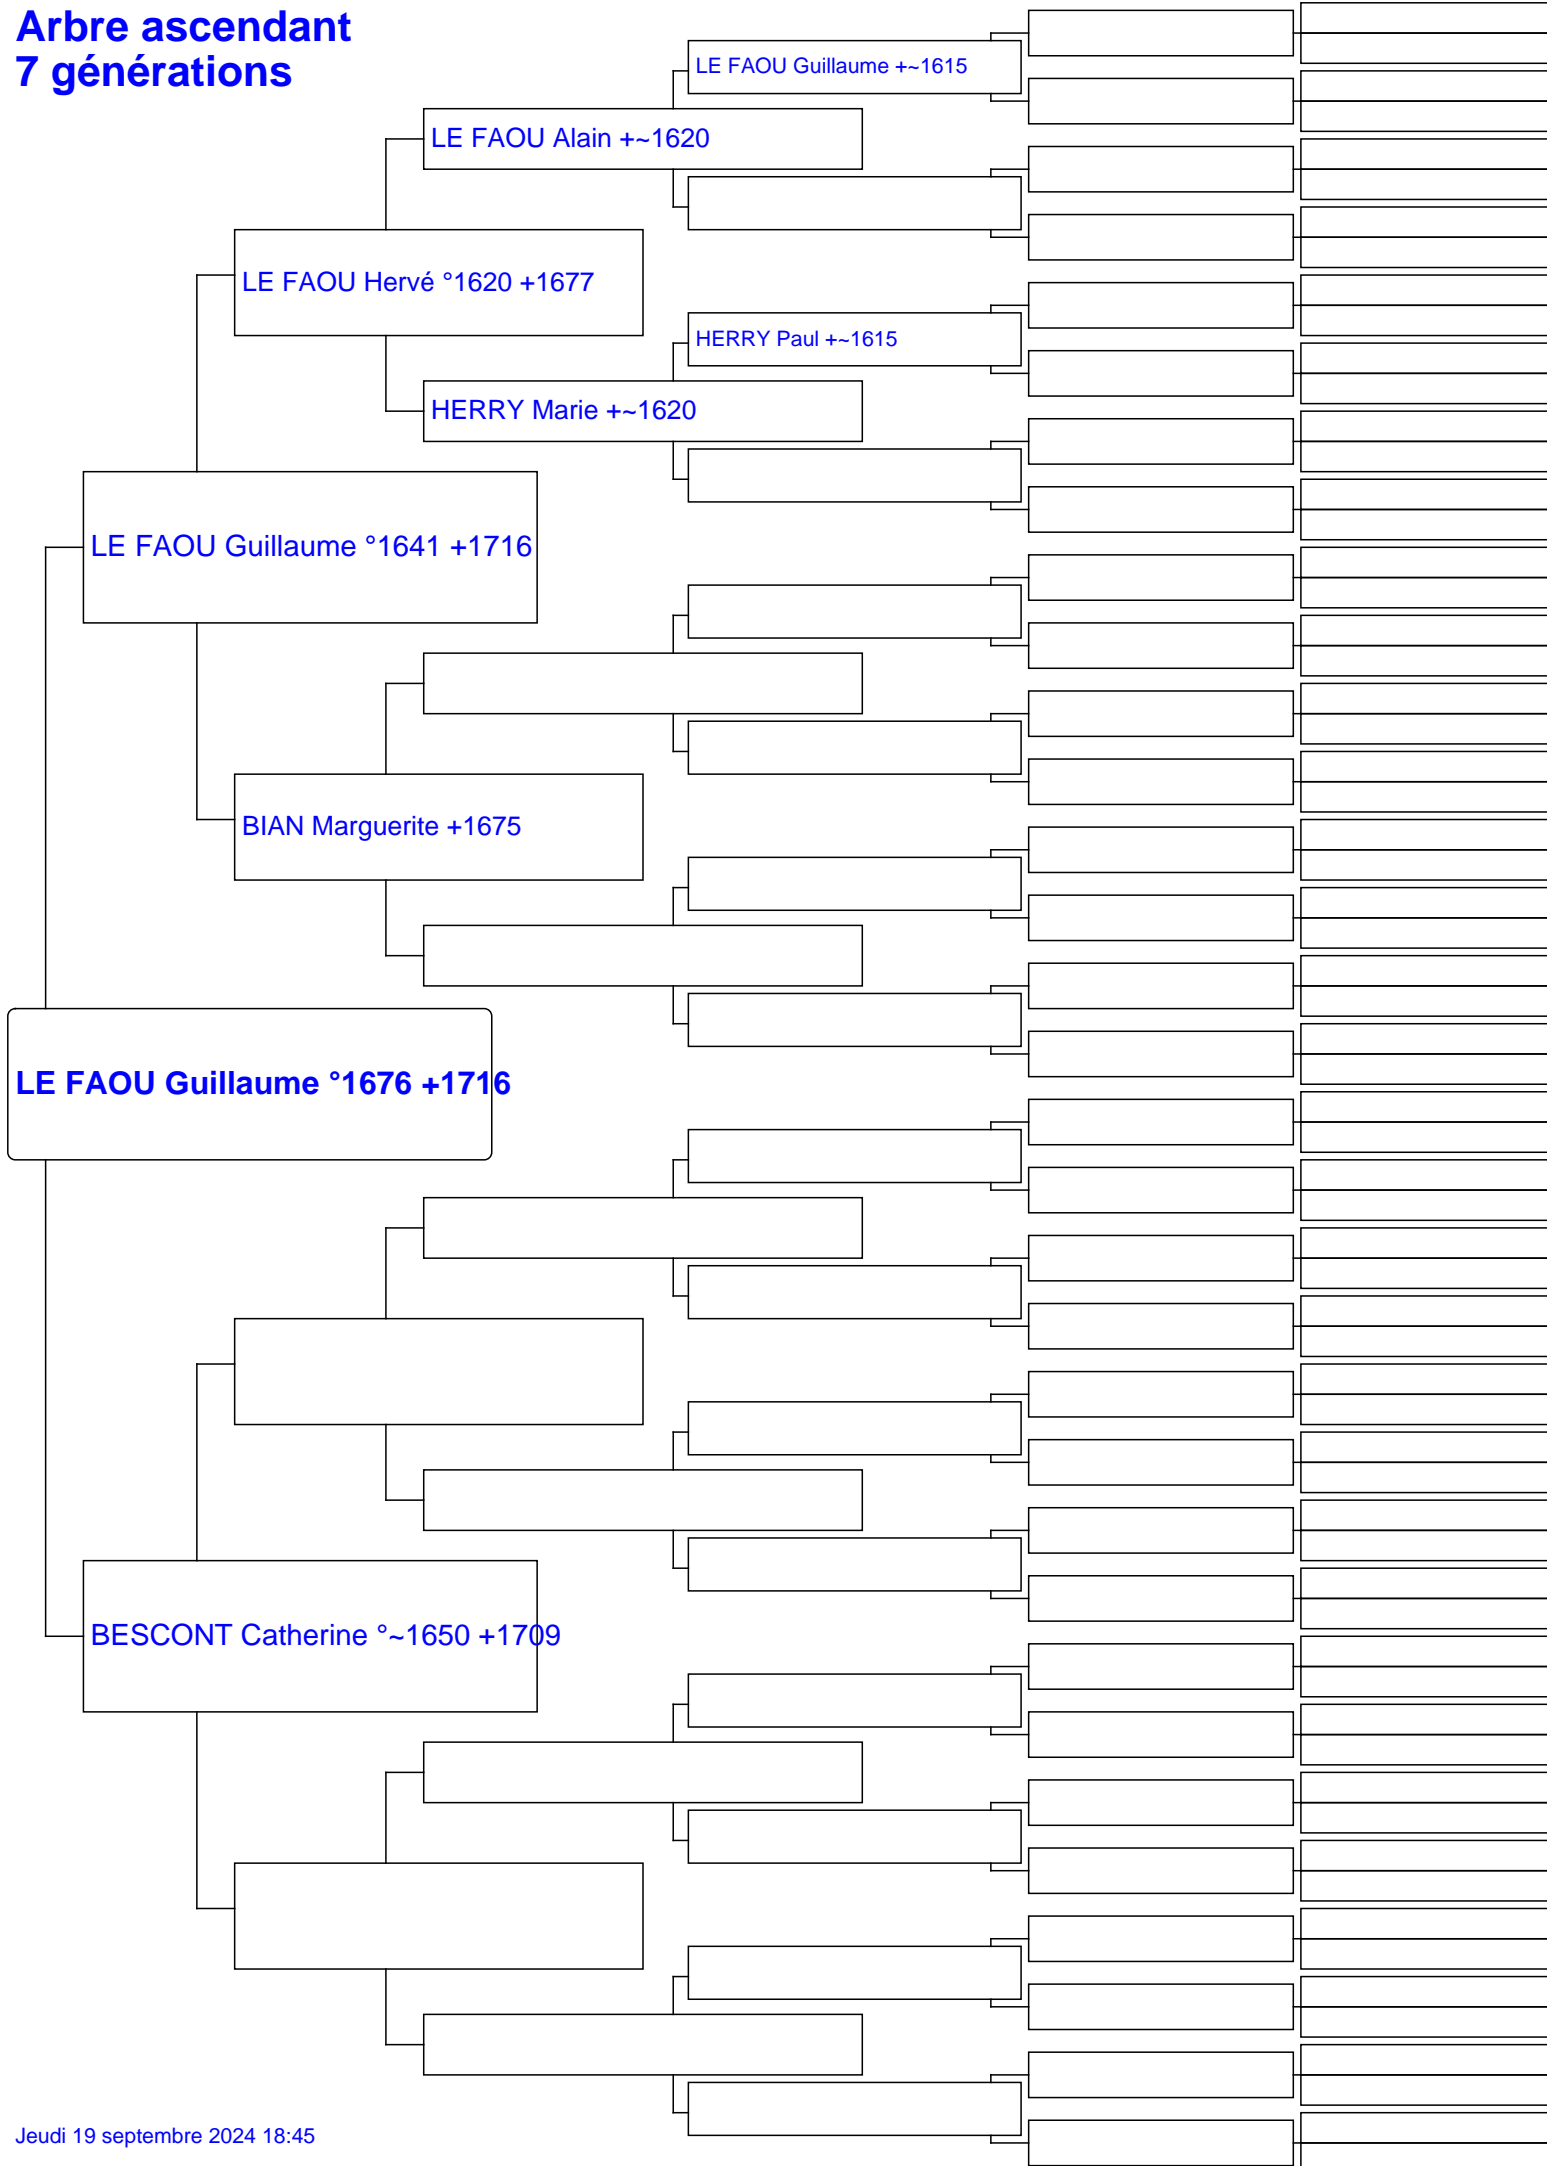 Arbre ascendant
7 générations
LE FAOU Guillaume +~1615
LE FAOU Alain +~1620
LE FAOU Hervé °1620 +1677
HERRY Paul +~1615
HERRY Marie +~1620
LE FAOU Guillaume °1641 +1716
BIAN Marguerite +1675
LE FAOU Guillaume °1676 +1716
BESCONT Catherine °~1650 +1709
Jeudi 19 septembre 2024 18:45